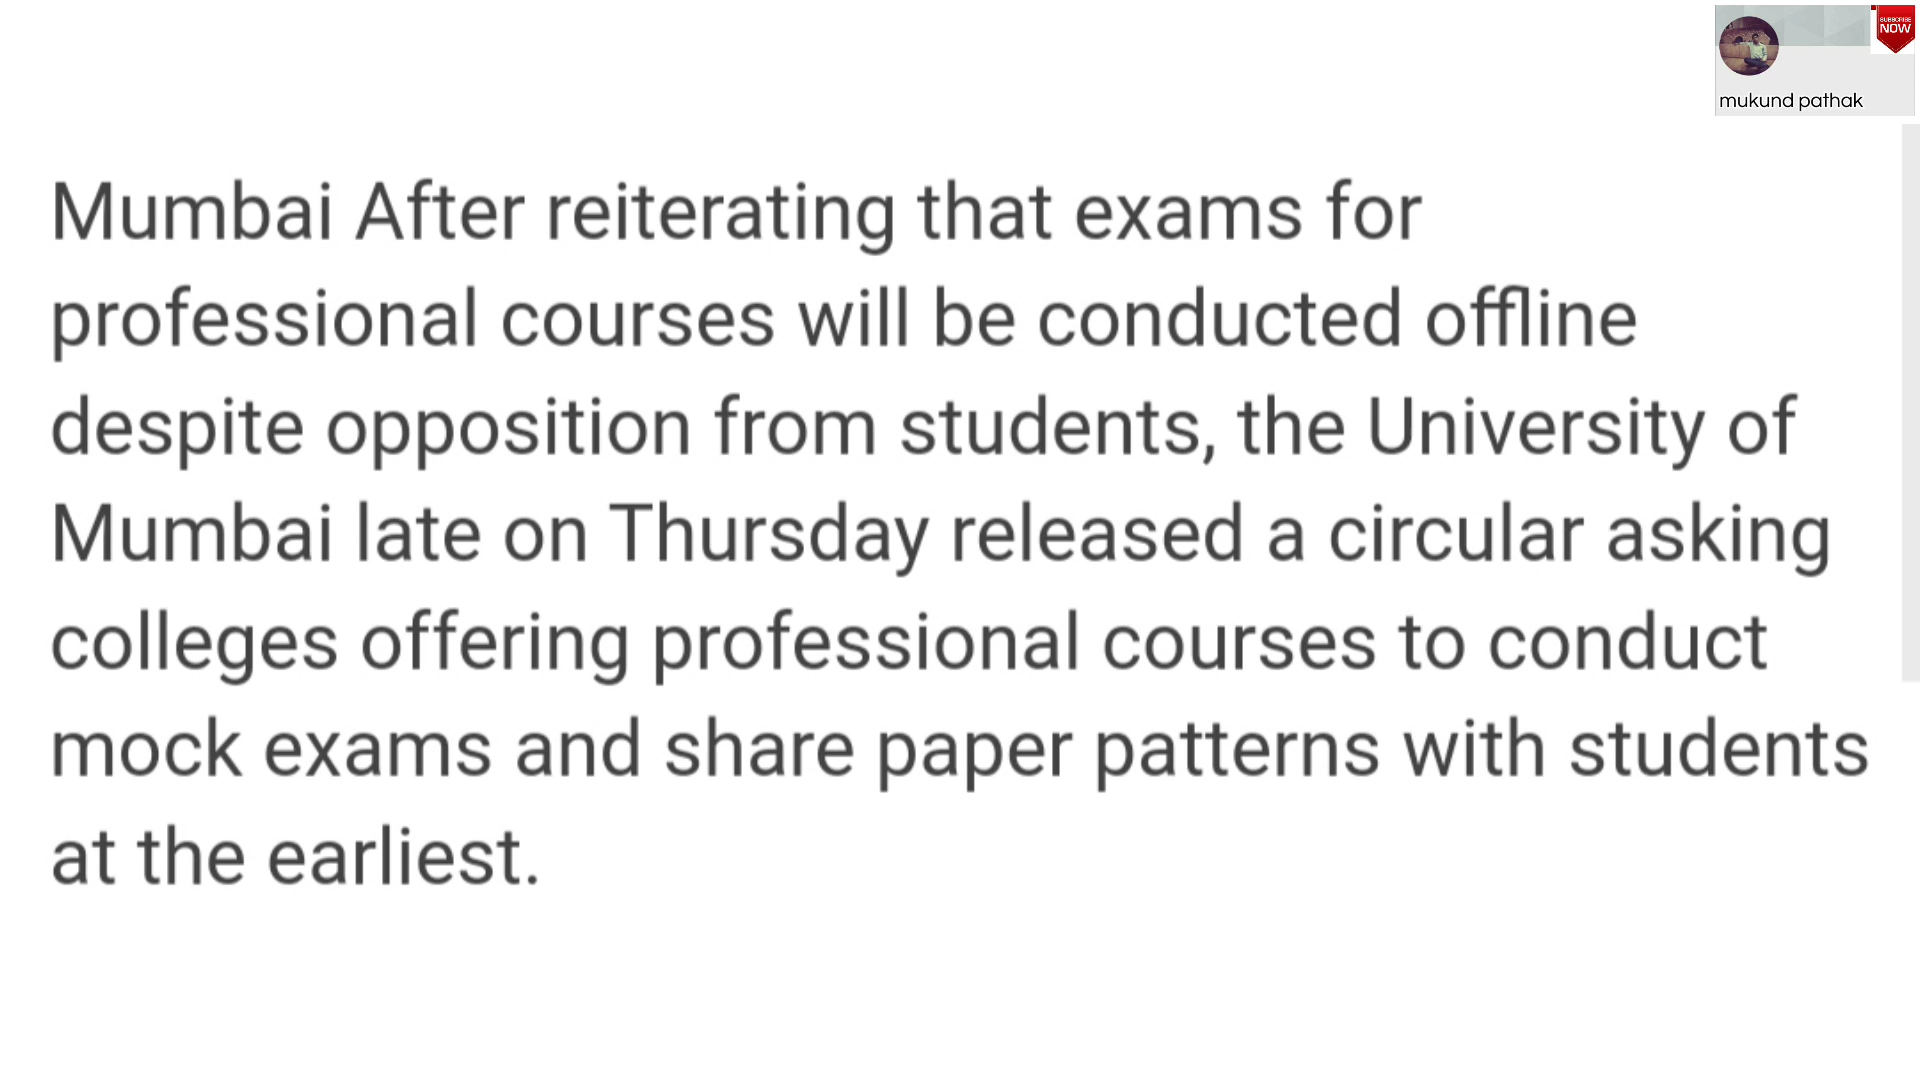 SUBSCRIBE
NOW
mukund pathak
Mumbai After reiterating that exams for
professional courses will be conducted offline
despite opposition from students, the University of
Mumbai late on Thursday released a circular asking
colleges offering professional courses to conduct
mock exams and share paper patterns with students
at the earliest.